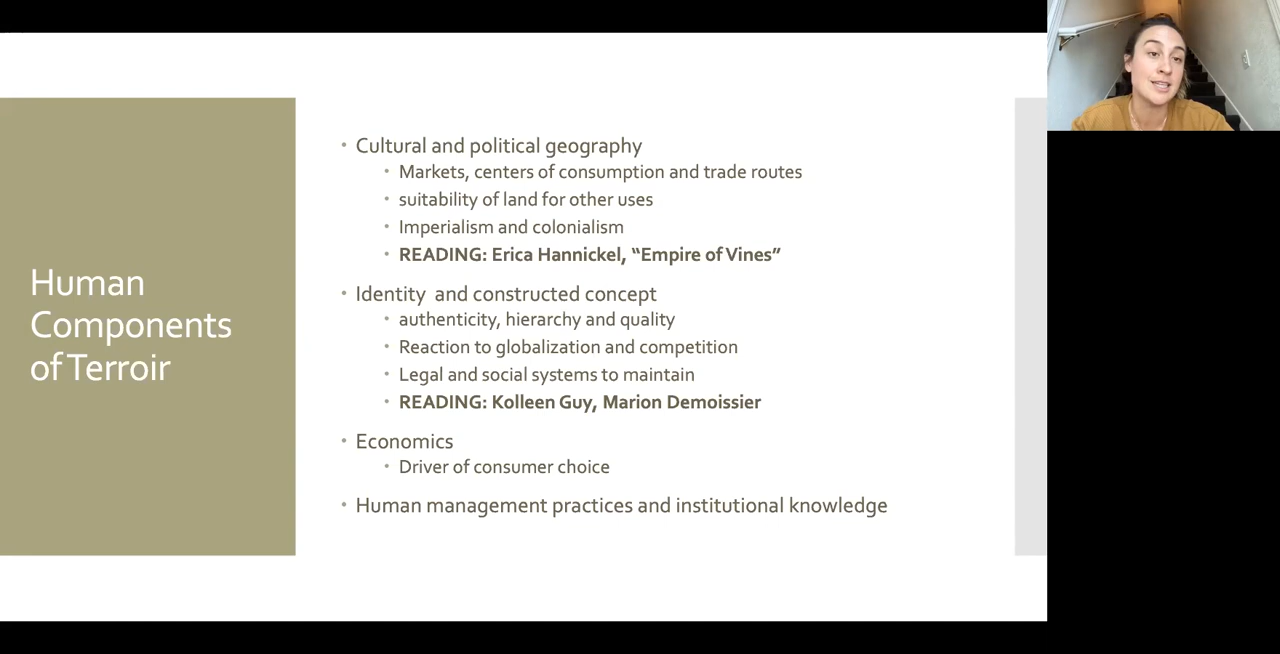 Human
Components
of Terroir
• Cultural and political geography
• Markets, centers of consumption and trade routes
• suitability of land for other uses
• Imperialism and colonialism
• READING: Erica Hannickel, “Empire of Vines”
• Identity and constructed concept
• authenticity, hierarchy and quality
• Reaction to globalization and competition
• Legal and social systems to maintain
• READING: Kolleen Guy, Marion Demoissier
• Economics
• Driver of consumer choice
• Human management practices and institutional knowledge